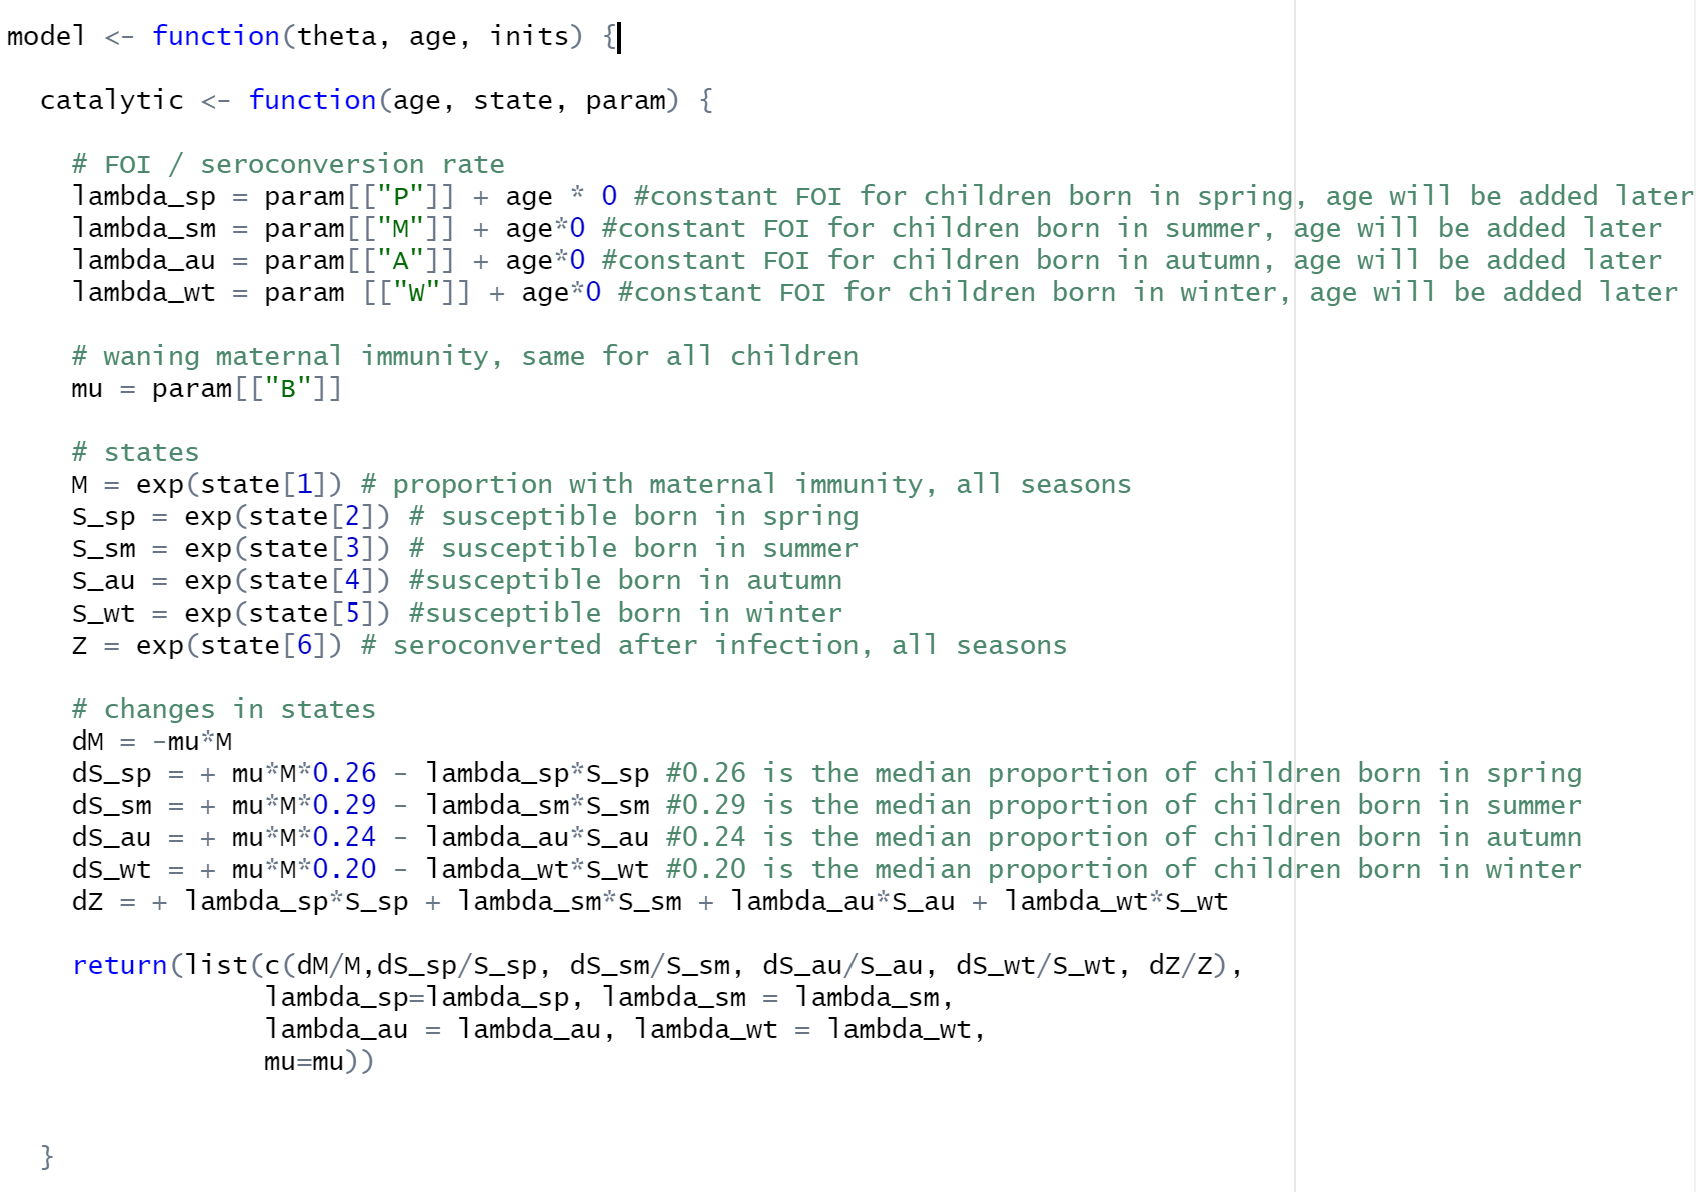 model <- function(theta, age, inits) {
catalytic <- function(age, state, param) {
# FOI / seroconversion rate
lambda_sp = param[["P"]] + age * 0 #constant FOI for children born in spring, age will be added later
lambda_sm = param[["M"]] + age*0 #constant FOI for children born in summer, age will be added later
lambda_au = param[["A"]] + age*0 #constant FOI for children born in autumn, age will be added later
lambda_wt = param [["W"]] + age*0 #constant FOI for children born in winter, age will be added later
# waning maternal immunity, same for all children
mu = param[["B"]]
# states
M = exp(state[1]) # proportion with maternal immunity, all seasons
S_sp = exp(state[2]) # susceptible born in spring
S_sm = exp(state[3]) # susceptible born in summer
S_au = exp(state[4]) #susceptible born in autumn
S_wt = exp(state[5]) #susceptible born in winter
Z = exp(state[6]) # seroconverted after infection, all seasons
# changes in states
dM = -mu*M
dS_sp = + mu*M*0.26 - lambda_sp*S_sp #0.26 is the median proportion of children born in spring
dS_sm = + mu*M*0.29 - lambda_sm*S_sm #0.29 is the median proportion of children born in summer
dS_au = + mu*M*0.24 - lambda_au*S_au #0.24 is the median proportion of children born in autumn
dS_wt = + mu*M*0.20 - lambda_wt*S_wt #0.20 is the median proportion of children born in winter
dZ = + lambda_sp*S_sp + lambda_sm*S_sm + lambda_au*S_au + lambda_wt*S_wt
return(list(c(dM/M,dS_sp/S_sp, dS_sm/S_sm, dS_au/S_au, dS_wt/S_wt, dZ/Z),
lambda_sp=lambda_sp, lambda_sm = lambda_sm,
lambda_au = lambda_au, lambda_wt = lambda_wt,
mu=mu))
}